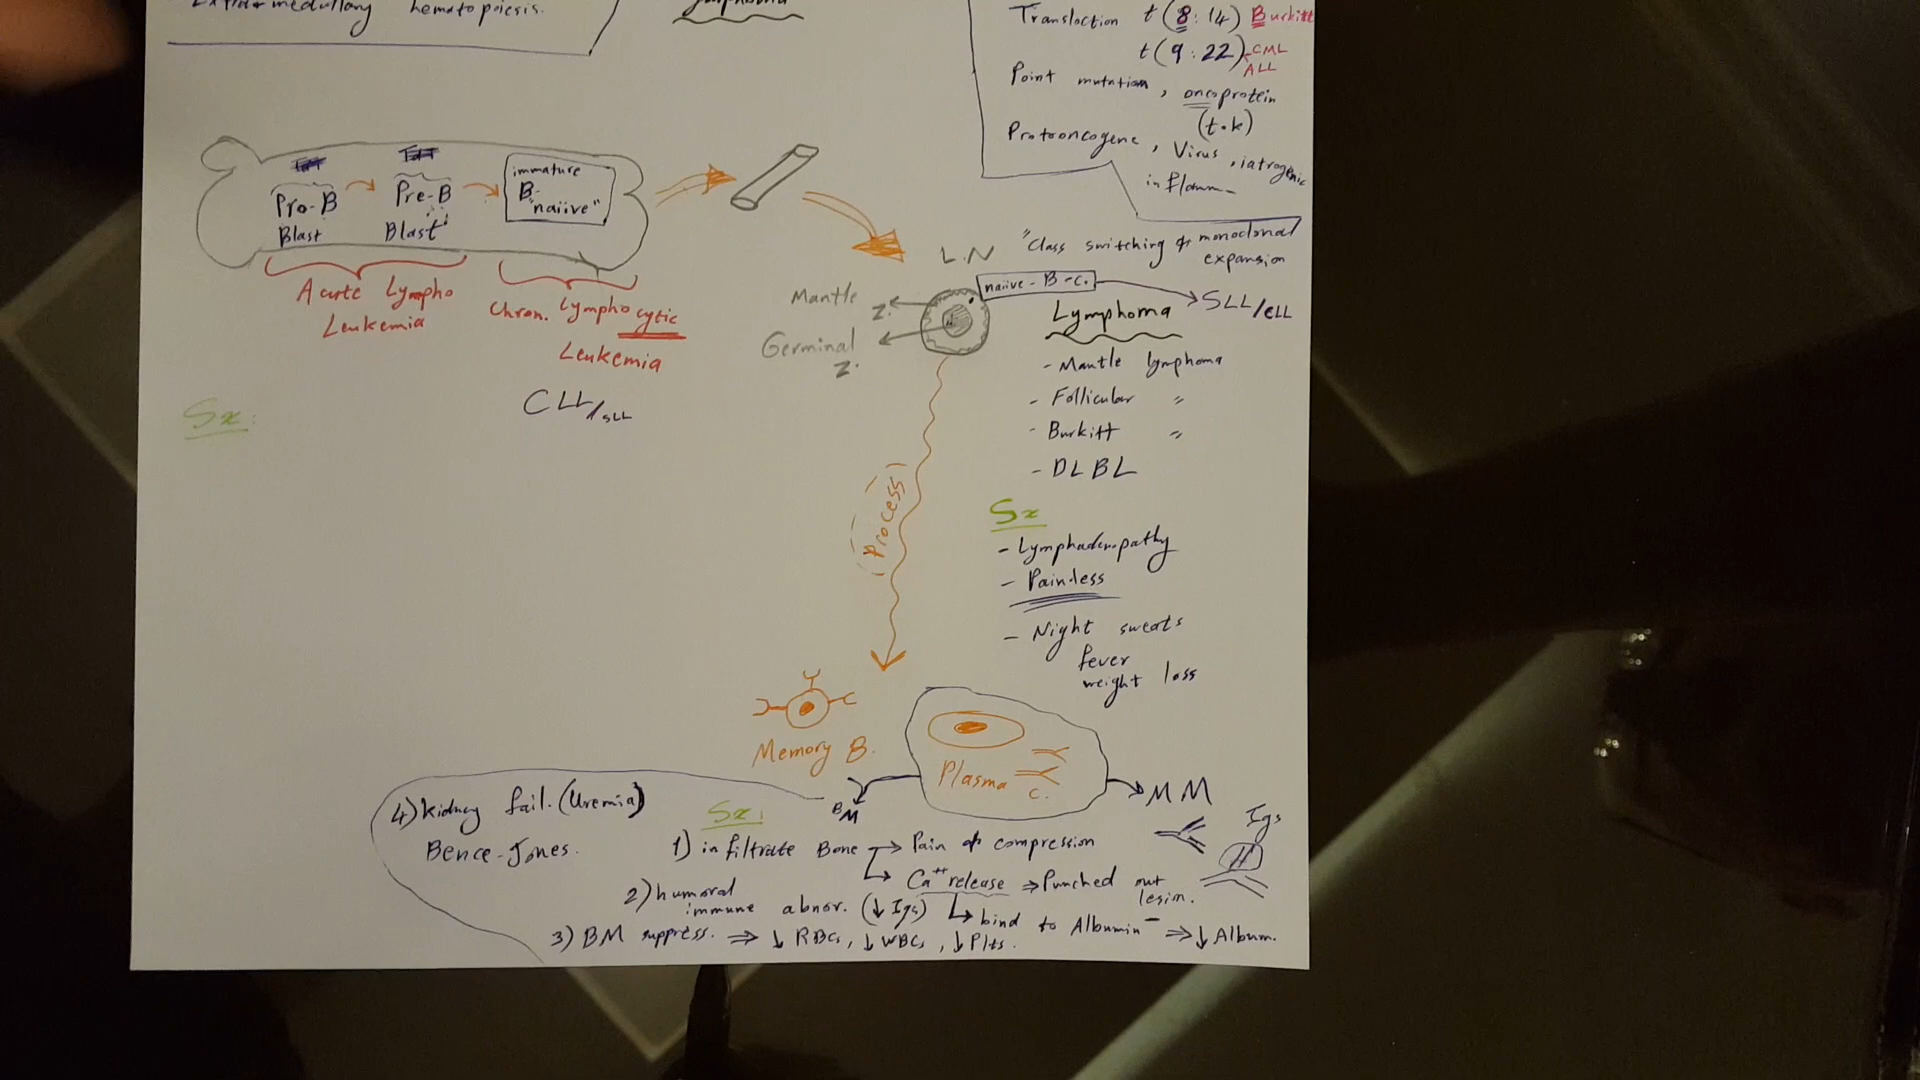 Extramedullary hematopoiesis.
Transloction t(8:14) Burkitt
t(9:22) CML
ALL
Point mutation, oncoprotein
(t.k)
Protooncogene, Virus, iatrogenic
inflamm-
Pro-B
Blast
Pre-B
Blast
immature
B-
"naiive"
Acute Lympho
Leukemia
Chron. Lymphocytic
Leukemia
CLL/SLL
Sx:
L.N
"Class switching & monoclonal
expansion
naiive-B-c.
SLL/CLL
Mantle
Z.
Germinal
Z.
Lymphoma
- Mantle lymphoma
- Follicular "
- Burkitt "
- DLBL
Process
Sx
- Lymphadenopathy
- Painless
- Night sweats
fever
weight loss
Memory B.
Plasma
C.
BM
MM
Igs
4) kidney fail. (Uremia)
Bence-Jones.
Sx:
1) infiltrate Bone → Pain & compression
Ca++ release ⇒ Punched out
lesion.
2) humoral
immune abnor. (↓ Igs)
bind to Albumin- ⇒ ↓ Album.
3) BM suppress. ⇒ ↓ RBCs, ↓ WBCs, ↓ Plts.